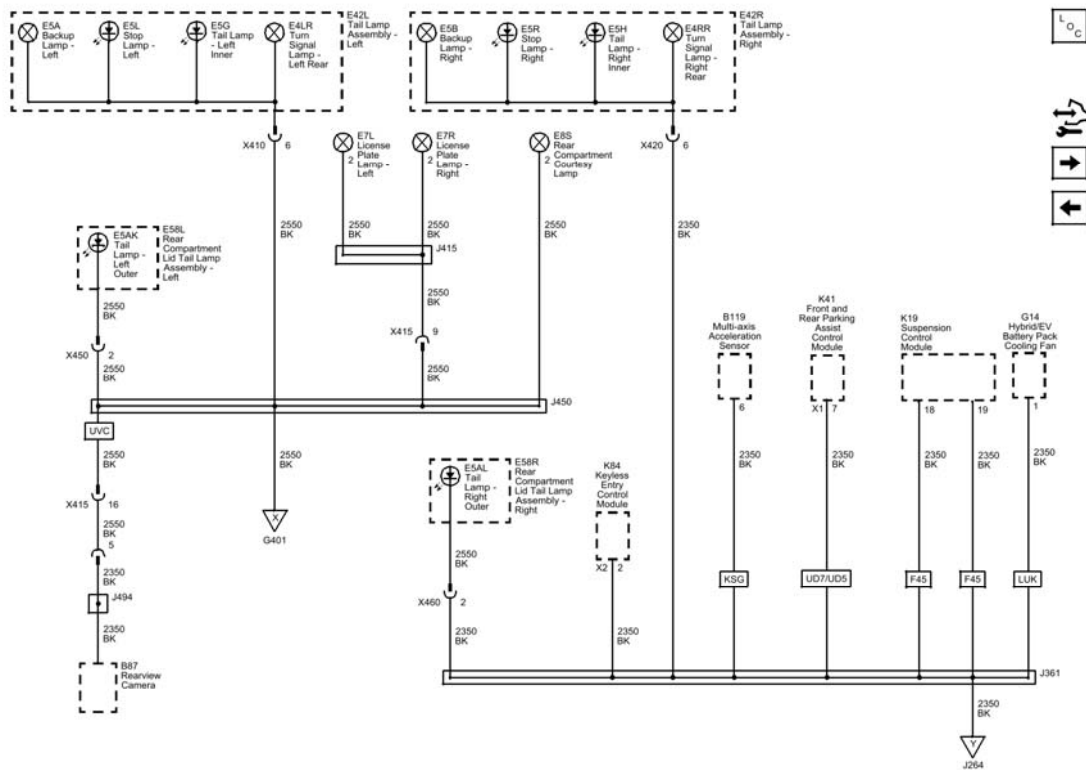 E5A
Backup
Lamp -
Left
E5L
Stop
Lamp -
Left
E5G
Tail Lamp
- Left
Inner
E4LR
Turn
Signal
Lamp -
Left Rear
E42L
Tail Lamp
Assembly -
Left
E5B
Backup
Lamp -
Right
E5R
Stop
Lamp -
Right
E5H
Tail
Lamp -
Right
Inner
E4RR
Turn
Signal
Lamp -
Right
Rear
E42R
Tail Lamp
Assembly -
Right
L
O
C
X410 6
E7L
License
Plate
Lamp -
Left
2
E7R
License
Plate
Lamp -
Right
2
E8S
Rear
Compartment
Courtesy
Lamp
2
X420 6
2550
BK
2550
BK
2550
BK
2550
BK
2350
BK
J415
E5AK
Tail
Lamp -
Left
Outer
E58L
Rear
Compartment
Lid Tail Lamp
Assembly -
Left
2550
BK
X450 2
2550
BK
2550
BK
X415 9
2550
BK
J450
B119
Multi-axis
Acceleration
Sensor
6
K41
Front and
Rear Parking
Assist
Control
Module
X1 7
K19
Suspension
Control
Module
18 19
G14
Hybrid/EV
Battery Pack
Cooling Fan
1
UVC
2550
BK
2550
BK
X415 16
2550
BK
5
2350
BK
J494
2350
BK
B87
Rearview
Camera
X
G401
E5AL
Tail
Lamp -
Right
Outer
E58R
Rear
Compartment
Lid Tail Lamp
Assembly -
Right
K84
Keyless
Entry
Control
Module
X2 2
2550
BK
X460 2
2350
BK
2350
BK
2350
BK
2350
BK
2350
BK
2350
BK
2350
BK
KSG
UD7/UD5
F45
F45
LUK
J361
2350
BK
Y
J264